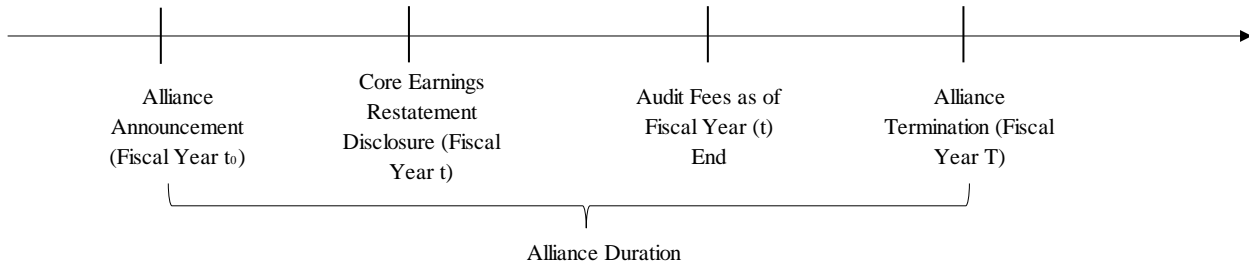 Alliance
Announcement
(Fiscal Year t₀)
Core Earnings
Restatement
Disclosure (Fiscal
Year t)
Audit Fees as of
Fiscal Year (t)
End
Alliance
Termination (Fiscal
Year T)
Alliance Duration